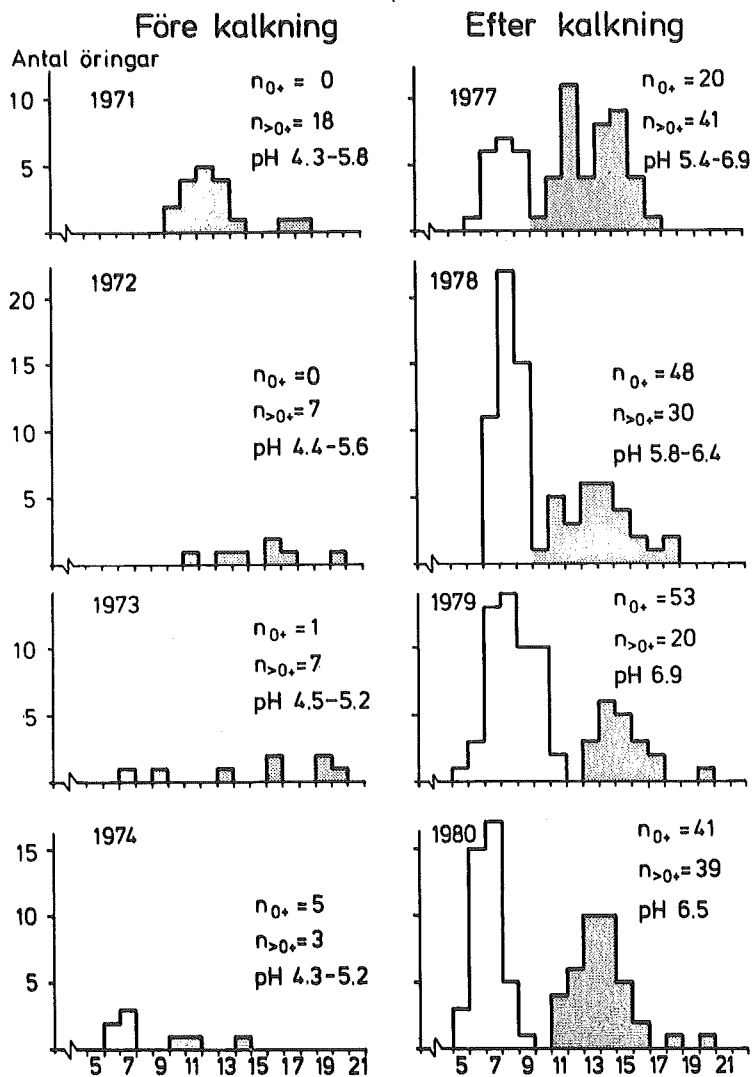 Före kalkning
Efter kalkning
Antal öringar
10
5
1971
n0+ = 0
n>0+= 18
pH 4.3-5.8
1977
n0+ = 20
n>0+= 41
pH 5.4-6.9
20
15
10
5
1972
n0+ =0
n>0+= 7
pH 4.4-5.6
1978
n0+ = 48
n>0+= 30
pH 5.8-6.4
10
5
1973
n0+ = 1
n>0+=7
pH 4.5-5.2
1979
n0+ = 53
n>0+= 20
pH 6.9
15
10
5
1974
n0+ = 5
n>0+= 3
pH 4.3-5.2
1980
n0+ = 41
n>0+= 39
pH 6.5
5 7 9 11 13 15 17 19 21
5 7 9 11 13 15 17 19 21